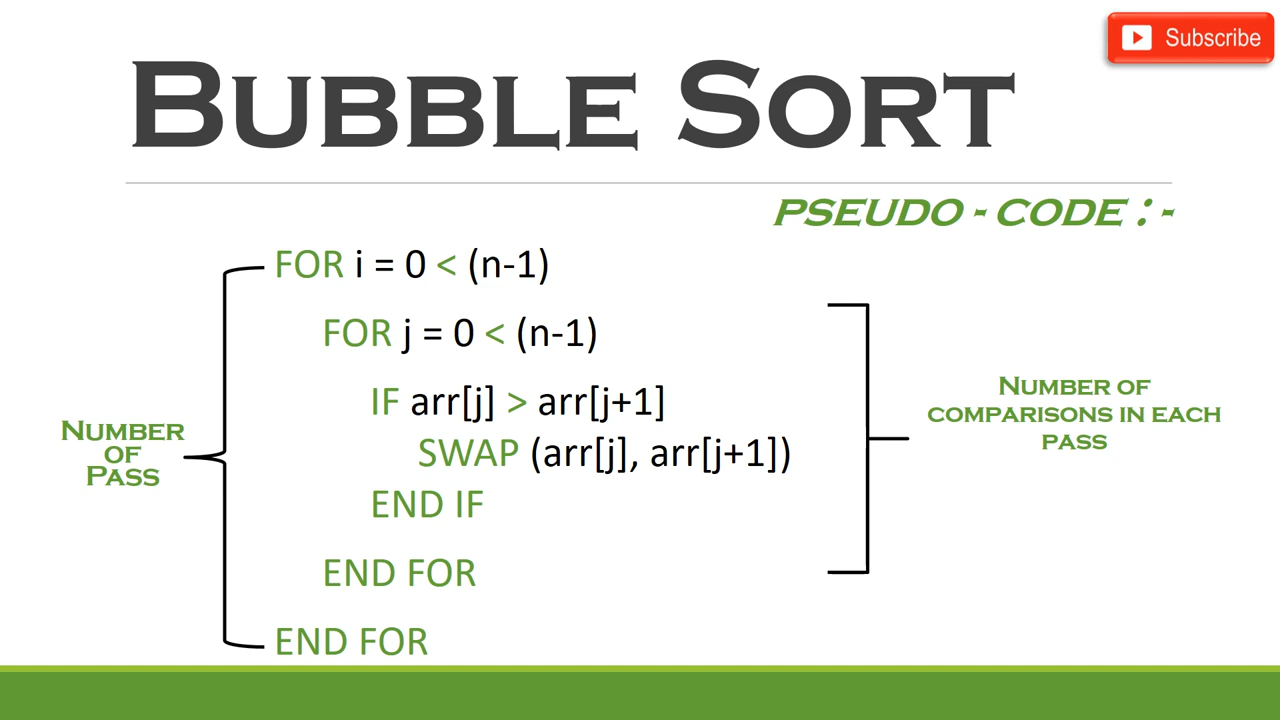 Subscribe
BUBBLE SORT
PSEUDO - CODE : -
FOR i = 0 < (n-1)
FOR j = 0 < (n-1)
IF arr[j] > arr[j+1]
SWAP (arr[j], arr[j+1])
END IF
END FOR
END FOR
NUMBER
OF
PASS
NUMBER OF
COMPARISONS IN EACH
PASS